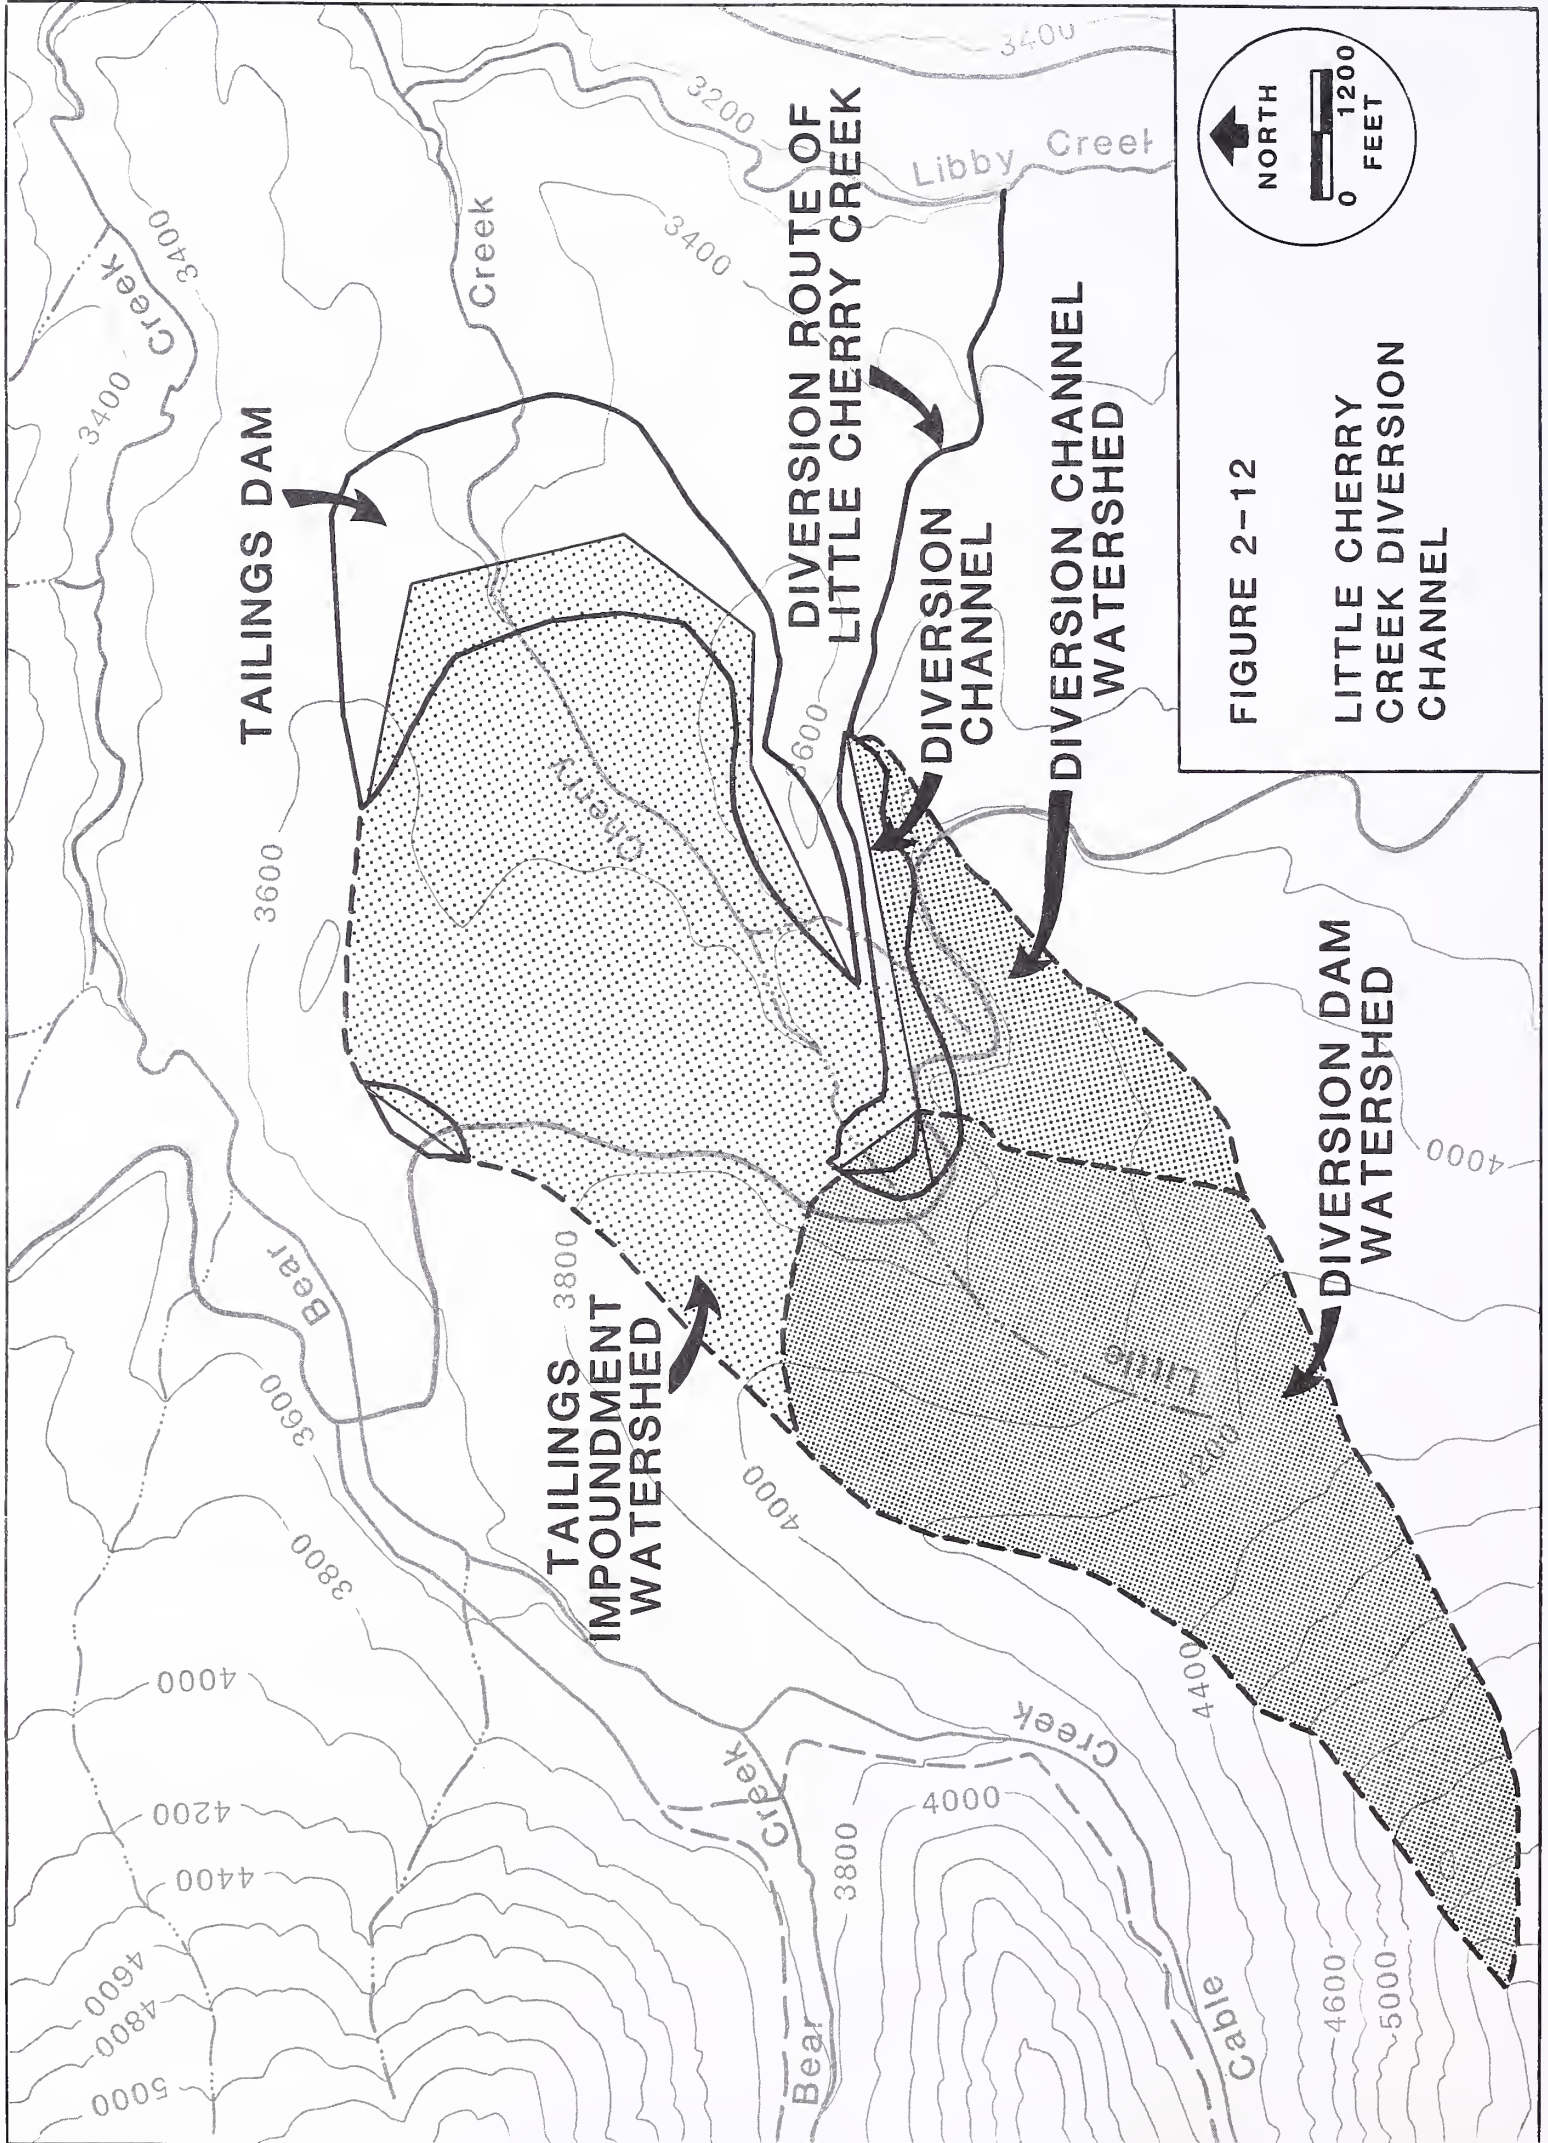 TAILINGS DAM
TAILINGS
IMPOUNDMENT
WATERSHED
DIVERSION ROUTE OF
LITTLE CHERRY CREEK
DIVERSION
CHANNEL
DIVERSION CHANNEL
WATERSHED
DIVERSION DAM
WATERSHED
Creek
Creek
Bear
Cherry
Little
Libby Creek
Creek
Bear
Creek
Cable
3400
3400
3400
3200
3400
3600
3600
3600
3800
3800
3800
4000
4000
4000
4000
4200
4200
4400
4400
4600
4600
4800
5000
5000
FIGURE 2-12
LITTLE CHERRY
CREEK DIVERSION
CHANNEL
NORTH
0 1200
FEET